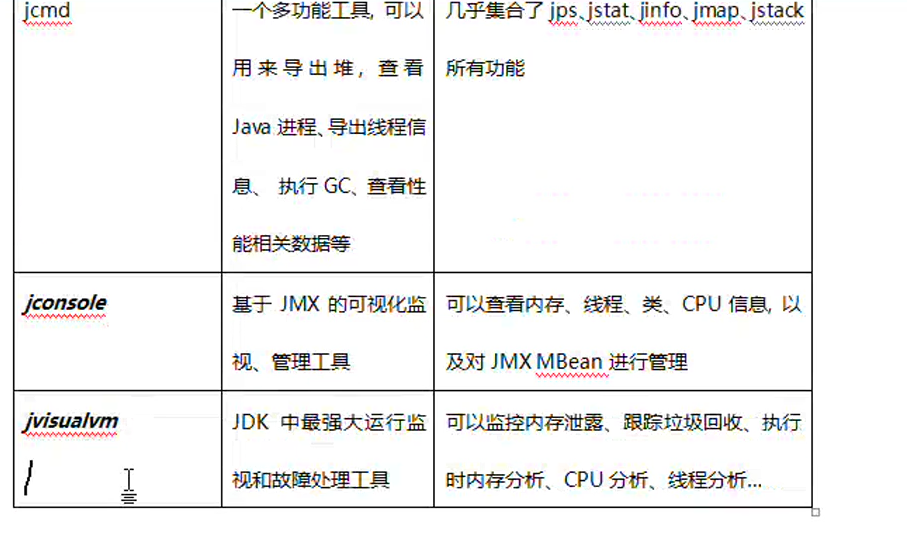 jcmd
一个多功能工具, 可以
用来导出堆, 查看
Java 进程、导出线程信
息、 执行 GC、查看性
能相关数据等
几乎集合了 jps、jstat、jinfo、jmap、jstack
所有功能
jconsole
基于 JMX 的可视化监
视、管理工具
可以查看内存、线程、类、CPU 信息, 以
及对 JMX MBean 进行管理
jvisualvm
JDK 中最强大运行监
视和故障处理工具
可以监控内存泄露、跟踪垃圾回收、执行
时内存分析、CPU 分析、线程分析...